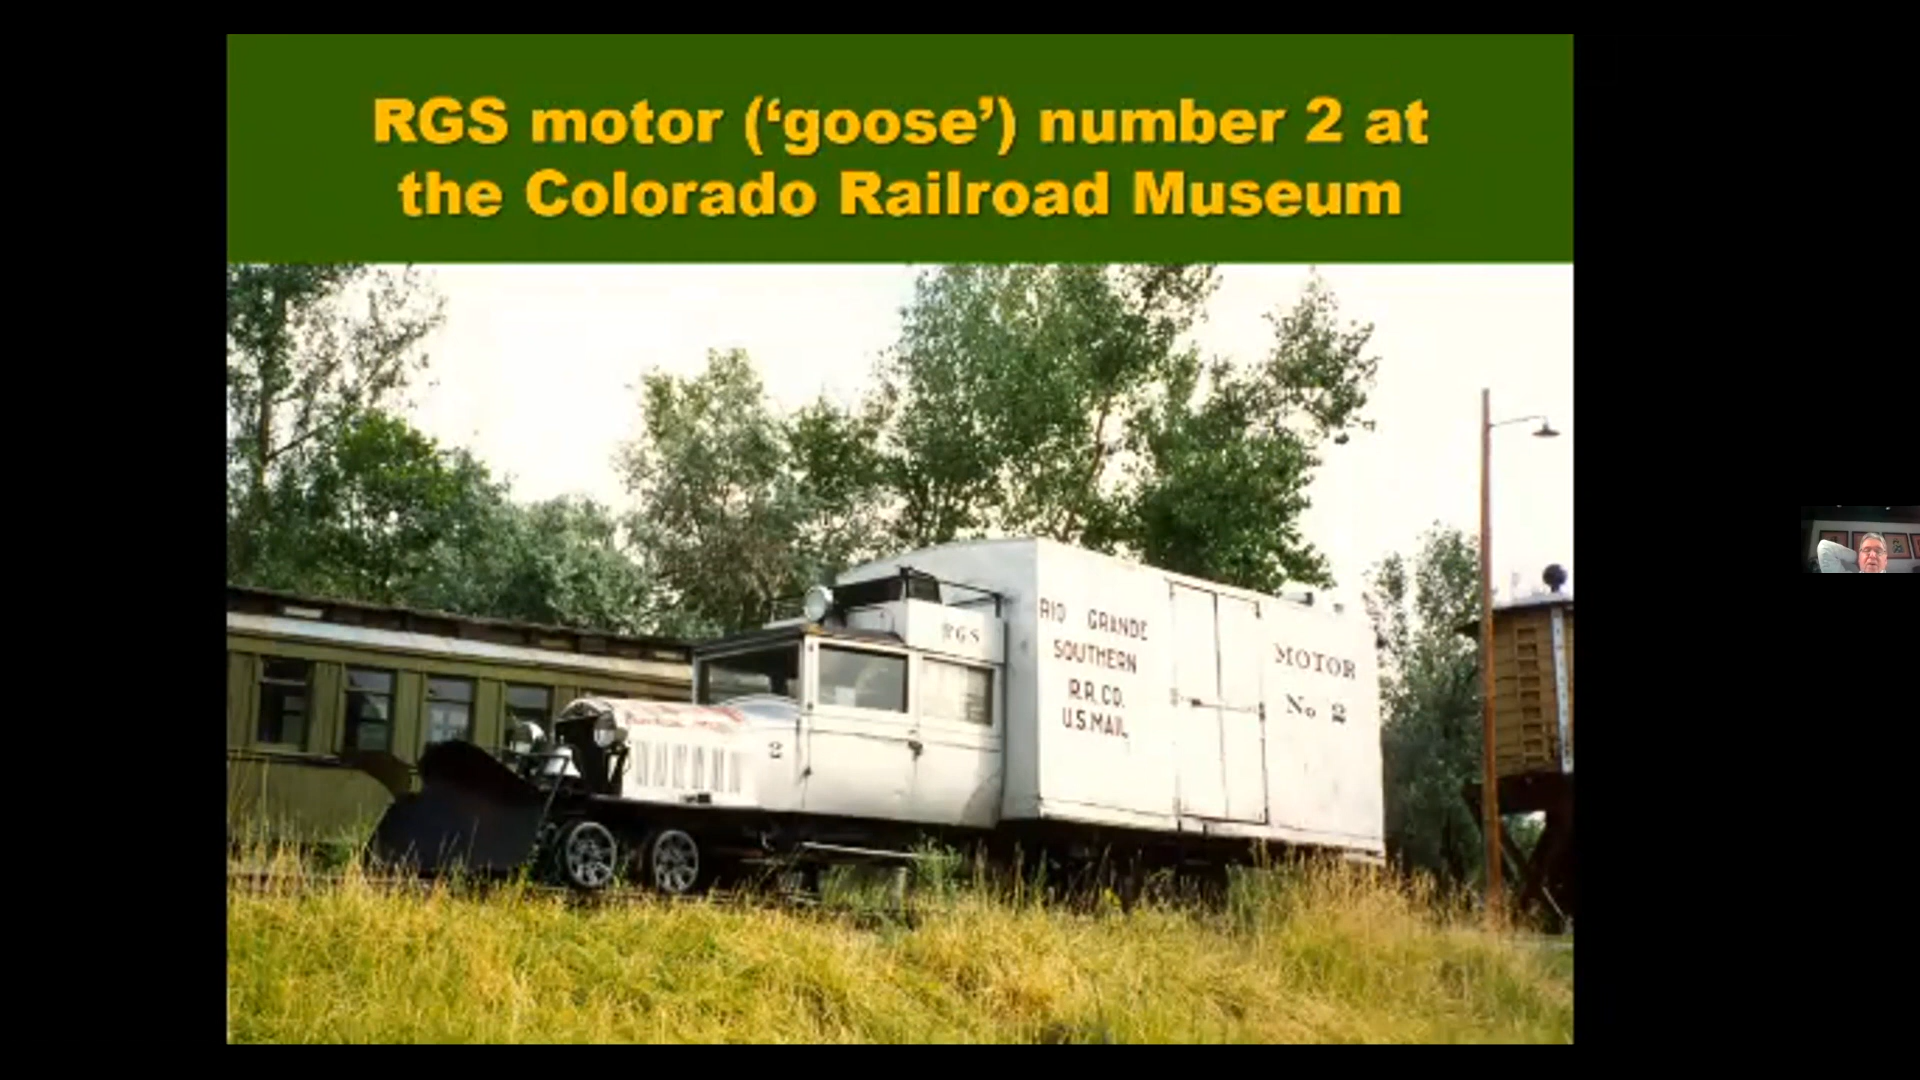 RGS motor (‘goose’) number 2 at
the Colorado Railroad Museum
RGS
RIO GRANDE
SOUTHERN
R.R. CO.
U.S. MAIL
MOTOR
No 2
2